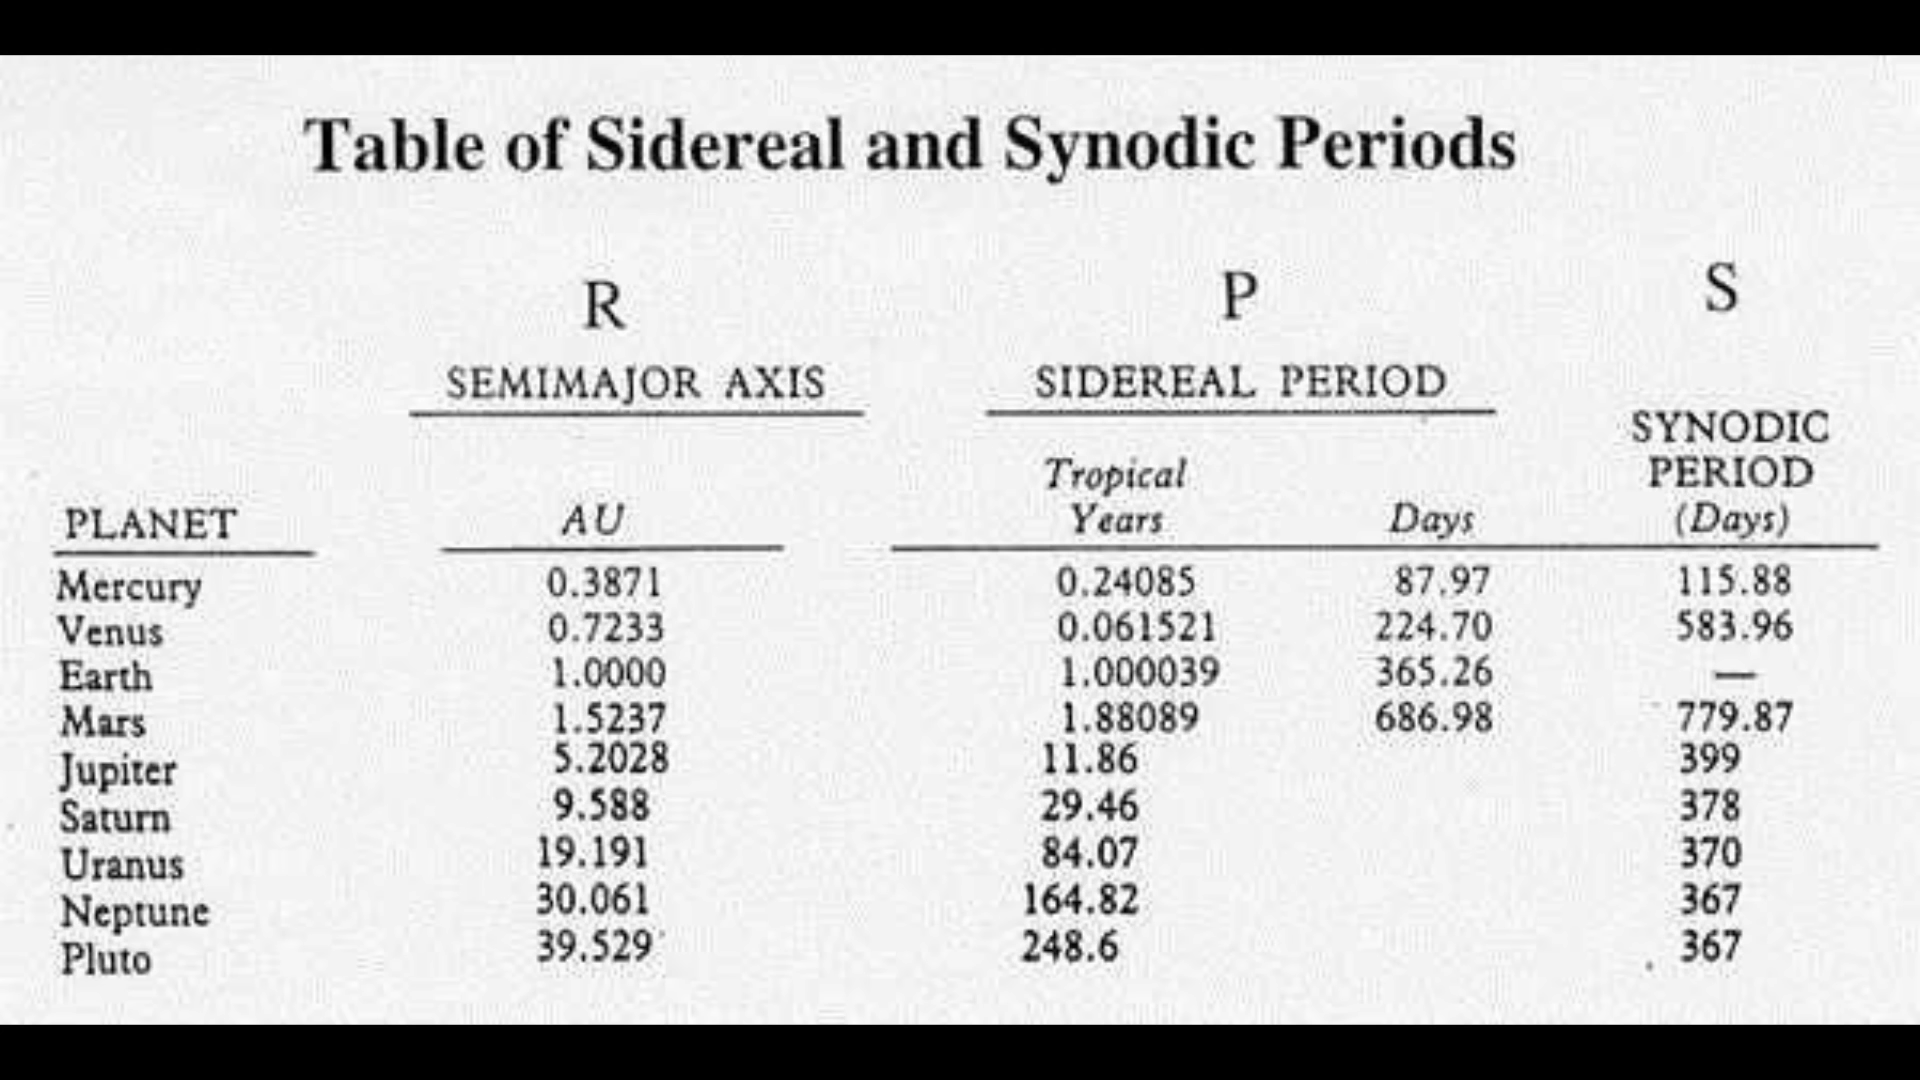 Table of Sidereal and Synodic Periods
R P S
SEMIMAJOR AXIS SIDEREAL PERIOD
SYNODIC
PERIOD
(Days)
Tropical
Years
PLANET AU Days
Mercury 0.3871 0.24085 87.97 115.88
Venus 0.7233 0.061521 224.70 583.96
Earth 1.0000 1.000039 365.26 —
Mars 1.5237 1.88089 686.98 779.87
Jupiter 5.2028 11.86 399
Saturn 9.588 29.46 378
Uranus 19.191 84.07 370
Neptune 30.061 164.82 367
Pluto 39.529 248.6 367